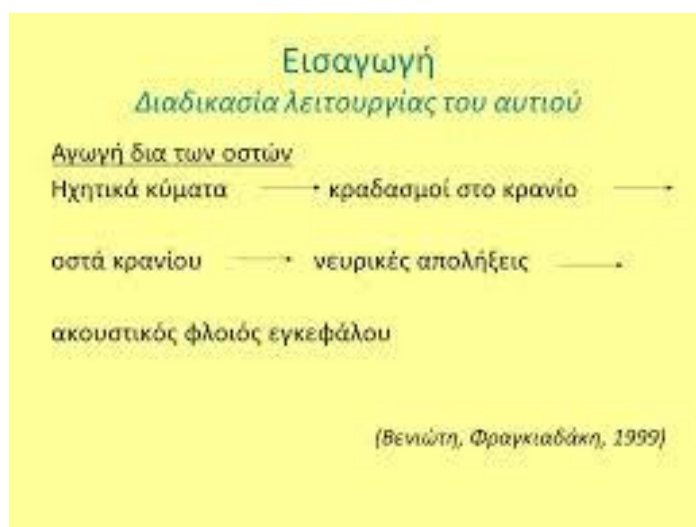 Εισαγωγή
Διαδικασία λειτουργίας του αυτιού
Αγωγή δια των οστών
Ηχητικά κύματα → κραδασμοί στο κρανίο →
οστά κρανίου → νευρικές απολήξεις →
ακουστικός φλοιός εγκεφάλου
(Βενιώτη, Φραγκιαδάκη, 1999)